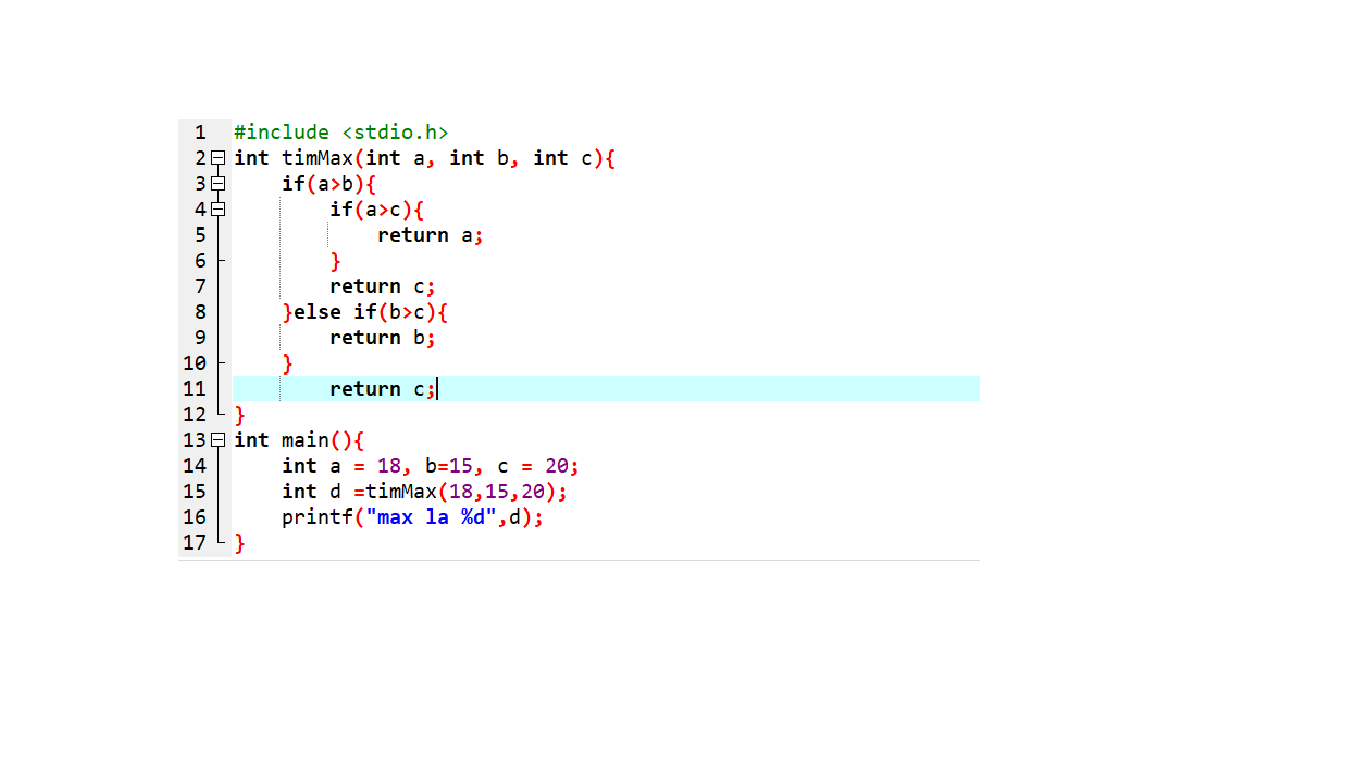 1 #include <stdio.h>
2 int timMax(int a, int b, int c){
3     if(a>b){
4         if(a>c){
5             return a;
6         }
7         return c;
8     }else if(b>c){
9         return b;
10     }
11         return c;
12 }
13 int main(){
14     int a = 18, b=15, c = 20;
15     int d =timMax(18,15,20);
16     printf("max la %d",d);
17 }